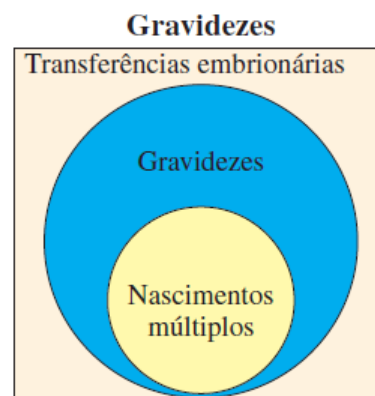 Gravidezes
Transferências embrionárias
Gravidezes
Nascimentos
múltiplos